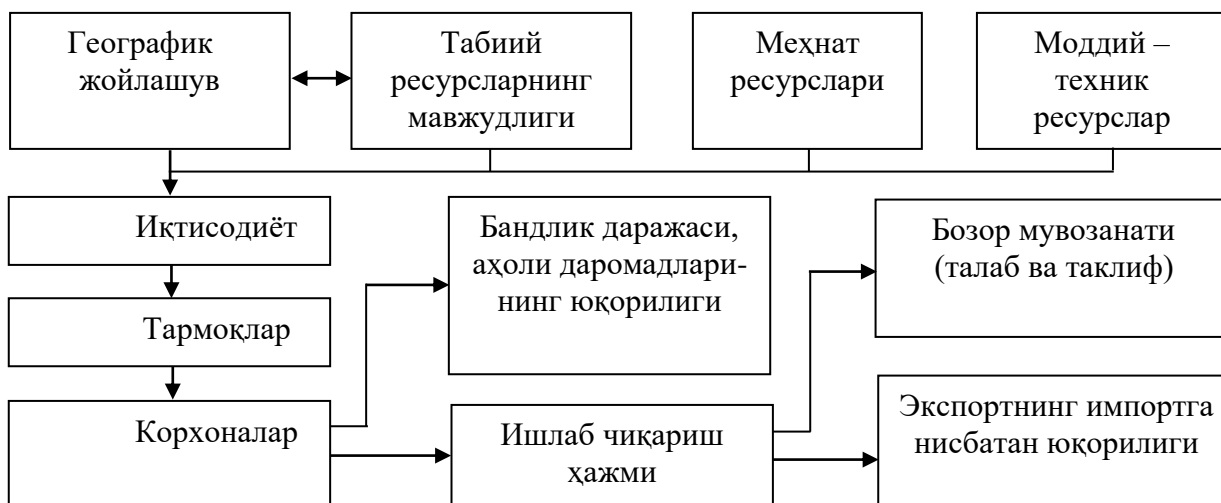 Географик
жойлашув
Табиий
ресурсларнинг
мавжудлиги
Меҳнат
ресурслари
Моддий –
техник
ресурслар
Иқтисодиёт
Бандлик даражаси,
аҳоли даромадлари-
нинг юқорилиги
Бозор мувозанати
(талаб ва таклиф)
Тармоқлар
Корхоналар
Ишлаб чиқариш
ҳажми
Экспортнинг импортга
нисбатан юқорилиги